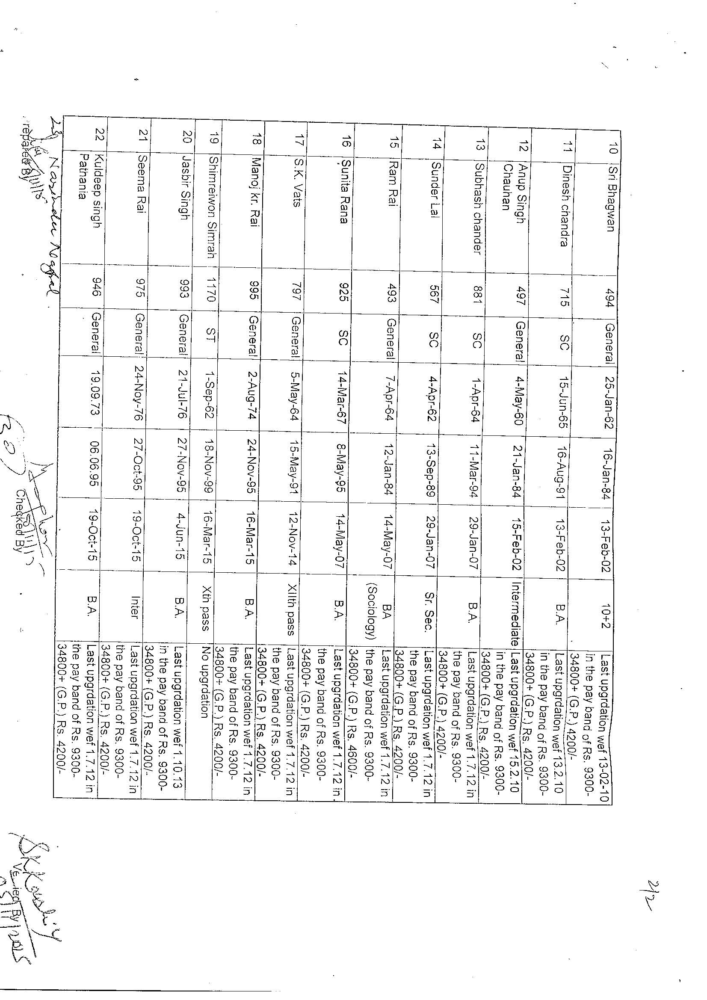 2/2
10 Sri Bhagwan 494 General 25-Jan-62 16-Jan-84 13-Feb-02 10+2 Last upgrdation wef 13-02-10
in the pay band of Rs. 9300-
34800+ (G.P.) 4200/-
11 Dinesh chandra 715 SC 15-Jun-65 16-Aug-91 13-Feb-02 B.A. Last upgrdation wef 13.2.10
in the pay band of Rs. 9300-
34800+ (G.P.) Rs. 4200/-
12 Anup Singh General 497 4-May-60 21-Jan-84 15-Feb-02 Intermediate Last upgrdation wef 15.2.10
Chauhan in the pay band of Rs. 9300-
34800+ (G.P.) Rs. 4200/-
13 Subhash chander 881 SC 1-Apr-64 11-Mar-94 29-Jan-07 B.A. Last upgrdation wef 1.7.12 in
the pay band of Rs. 9300-
34800+ (G.P.) 4200/-
14 Sunder Lal 567 SC 4-Apr-62 13-Sep-89 29-Jan-07 Sr. Sec. Last upgrdation wef 1.7.12 in
the pay band of Rs. 9300-
34800+ (G.P.) Rs. 4200/-
15 Ram Rai 493 General 7-Apr-64 12-Jan-84 14-May-07 BA Last upgrdation wef 1.7.12 in
(Sociology) the pay band of Rs. 9300-
34800+ (G.P.) Rs. 4600/-
16 Sunita Rana 925 SC 14-Mar-67 8-May-95 14-May-07 B.A. Last upgrdation wef 1.7.12 in
the pay band of Rs. 9300-
34800+ (G.P.) Rs. 4200/-
17 S.K. Vats 797 General 5-May-64 15-May-91 12-Nov-14 XIIth pass Last upgrdation wef 1.7.12 in
the pay band of Rs. 9300-
34800+ (G.P.) Rs. 4200/-
18 Manoj kr. Rai 995 General 2-Aug-74 24-Nov-95 16-Mar-15 B.A. Last upgrdation wef 1.7.12 in
the pay band of Rs. 9300-
34800+ (G.P.) Rs. 4200/-
19 Shimreiwon Simrah 1170 ST 1-Sep-62 18-Nov-99 16-Mar-15 Xth pass No upgrdation
20 Jasbir Singh 993 General 21-Jul-76 27-Nov-95 4-Jun-15 B.A. Last upgrdation wef 1.10.13
in the pay band of Rs. 9300-
34800+ (G.P.) Rs. 4200/-
21 Seema Rai 975 General 24-Nov-76 27-Oct-95 19-Oct-15 Inter Last upgrdation wef 1.7.12 in
the pay band of Rs. 9300-
34800+ (G.P.) Rs. 4200/-
22 Kuldeep singh 946 General 19.09.73 06.06.95 19-Oct-15 B.A. Last upgrdation wef 1.7.12 in
Pathania the pay band of Rs. 9300-
34800+ (G.P.) Rs. 4200/-
23 Narinder Nagpal
repared By
Checked By
By